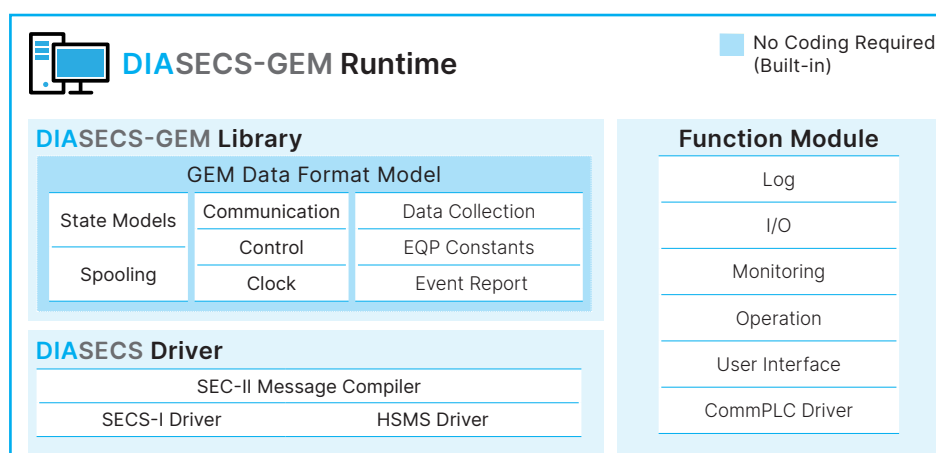 DIASECS-GEM Runtime
No Coding Required
(Built-in)
DIASECS-GEM Library
GEM Data Format Model
State Models
Spooling
Communication
Control
Clock
Data Collection
EQP Constants
Event Report
DIASECS Driver
SEC-II Message Compiler
SECS-I Driver
HSMS Driver
Function Module
Log
I/O
Monitoring
Operation
User Interface
CommPLC Driver